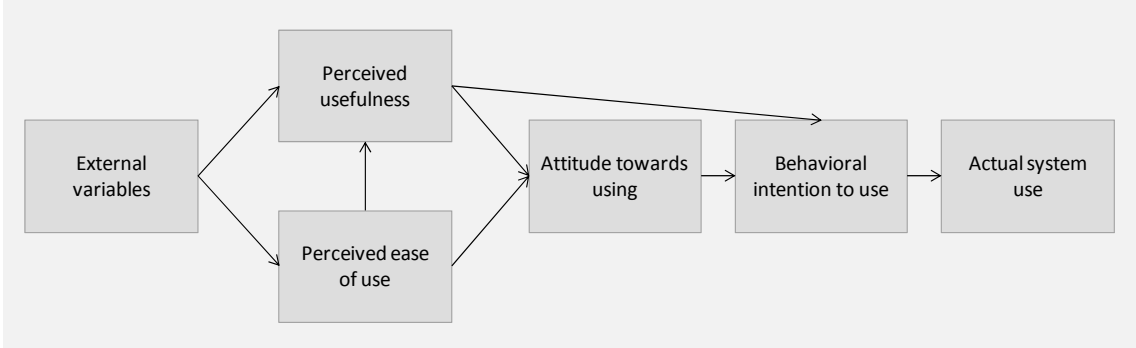 External
variables
Perceived
usefulness
Perceived ease
of use
Attitude towards
using
Behavioral
intention to use
Actual system
use